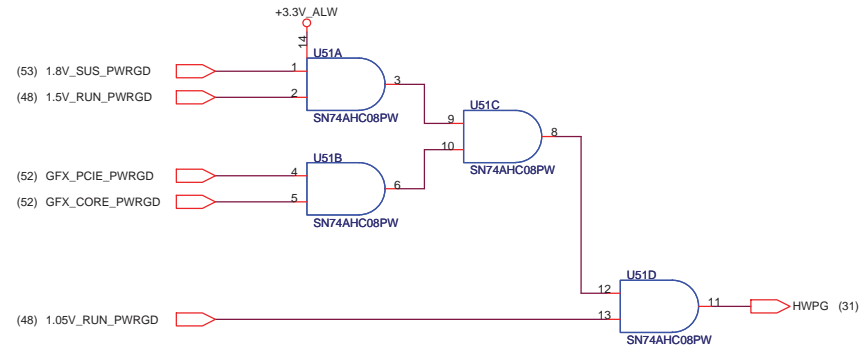 +3.3V_ALW
14
U51A
(53) 1.8V_SUS_PWRGD
1
3
(48) 1.5V_RUN_PWRGD
2
SN74AHC08PW
U51C
9
8
10
SN74AHC08PW
U51B
(52) GFX_PCIE_PWRGD
4
6
(52) GFX_CORE_PWRGD
5
SN74AHC08PW
U51D
12
11
HWPG (31)
(48) 1.05V_RUN_PWRGD
13
SN74AHC08PW